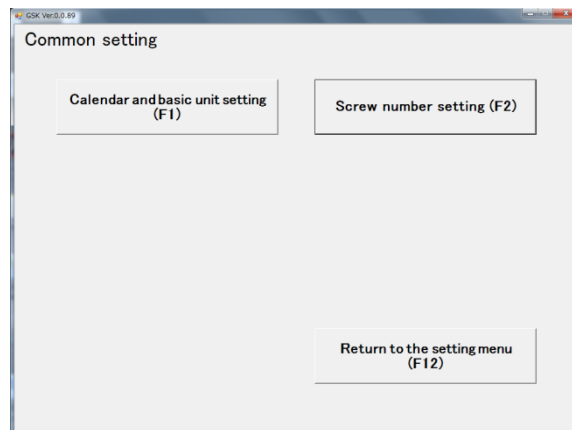 GSK Ver.0.0.89
Common setting
Calendar and basic unit setting
(F1)
Screw number setting (F2)
Return to the setting menu
(F12)